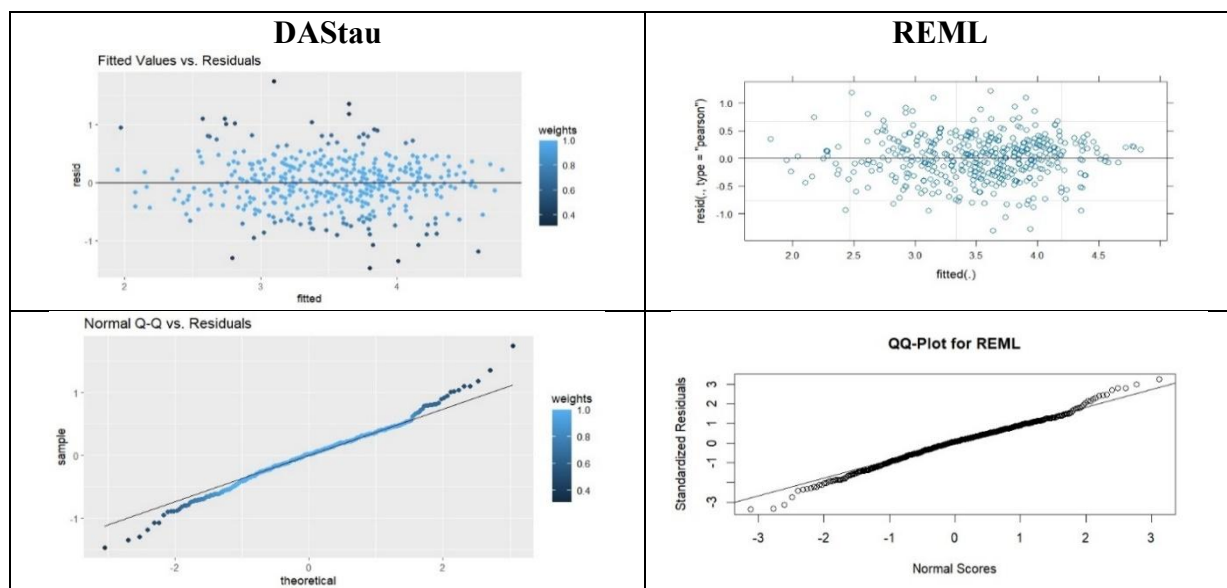 DAStau
Fitted Values vs. Residuals
resid
1
0
-1
2
3
4
fitted
weights
1.0
0.8
0.6
0.4
REML
resid(., type = "pearson")
1.0
0.5
0.0
-0.5
-1.0
2.0
2.5
3.0
3.5
4.0
4.5
fitted(.)
Normal Q-Q vs. Residuals
sample
1
0
-1
-2
0
2
theoretical
weights
1.0
0.8
0.6
0.4
QQ-Plot for REML
Standardized Residuals
3
2
1
0
-1
-3
-3
-2
-1
0
1
2
3
Normal Scores